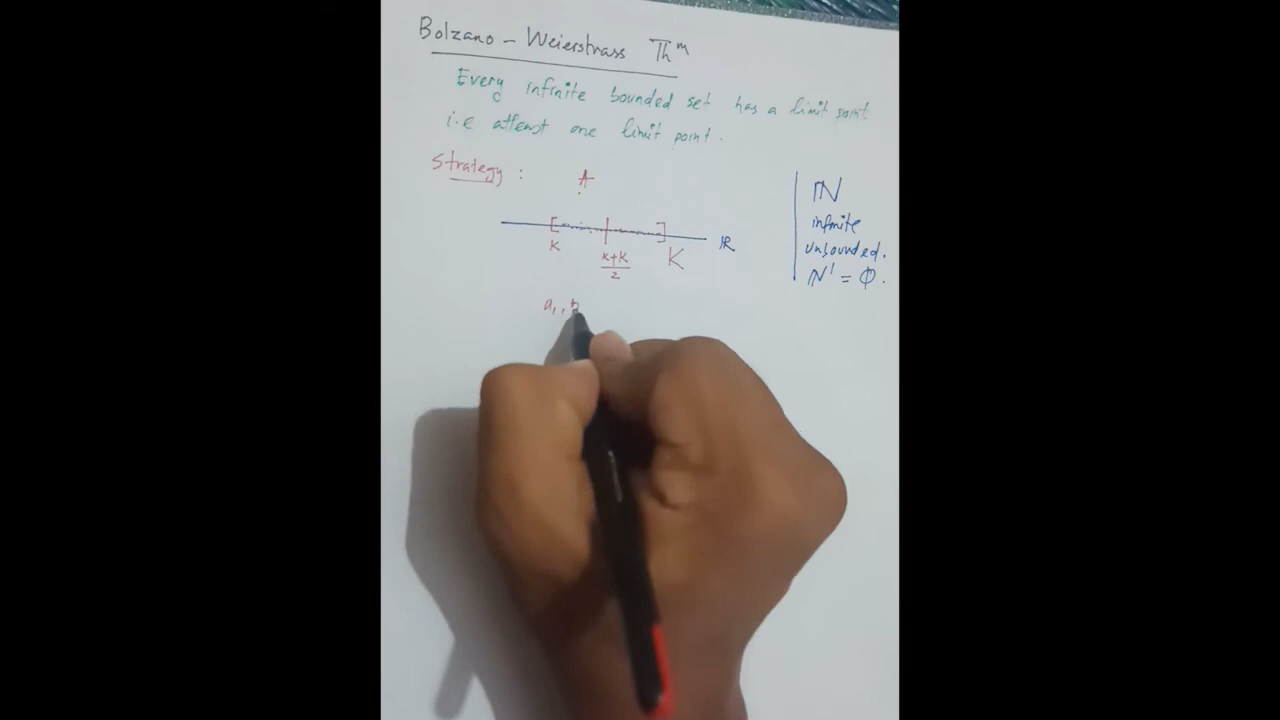 Bolzano - Weierstrass Thm
Every infinite bounded set has a limit point
i.e atleast one limit point.
Strategy :
A
[ ] ℝ
k k+K/2 K
a₁, b
ℕ
infinite
unbounded.
ℕ' = Φ.